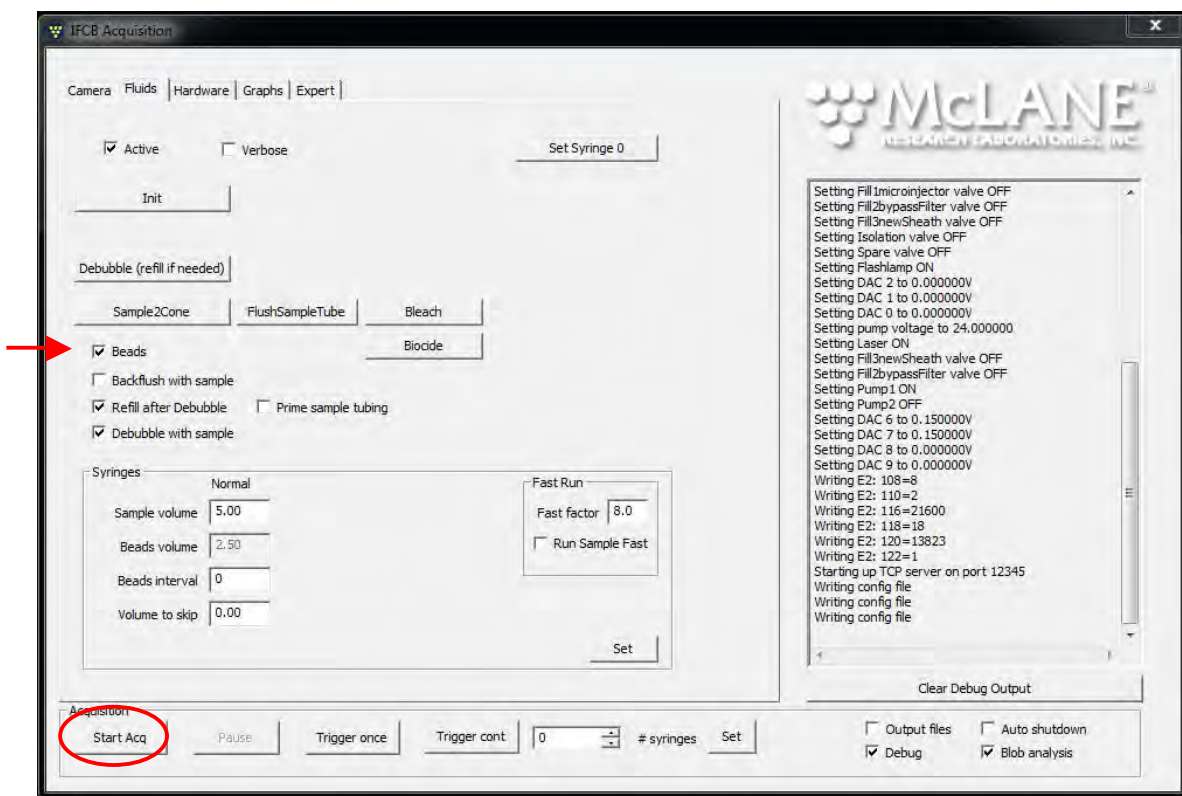 IFCB Acquisition
x
Camera Fluids Hardware Graphs Expert
Active Verbose Set Syringe 0
Init
Debubble (refill if needed)
Sample2Cone FlushSampleTube Bleach
Beads Biocide
Backflush with sample
Refill after Debubble Prime sample tubing
Debubble with sample
Syringes
Normal
Sample volume 5.00
Beads volume 2.50
Beads interval 0
Volume to skip 0.00
Fast Run
Fast factor 8.0
Run Sample Fast
Set
McLANE®
RESEARCH LABORATORIES, INC.
Setting Fill1microinjector valve OFF
Setting Fill2bypassFilter valve OFF
Setting Fill3newSheath valve OFF
Setting Isolation valve OFF
Setting Spare valve OFF
Setting Flashlamp ON
Setting DAC 2 to 0.000000V
Setting DAC 1 to 0.000000V
Setting DAC 0 to 0.000000V
Setting pump voltage to 24.000000
Setting Laser ON
Setting Fill3newSheath valve OFF
Setting Fill2bypassFilter valve OFF
Setting Pump1 ON
Setting Pump2 OFF
Setting DAC 6 to 0.150000V
Setting DAC 7 to 0.150000V
Setting DAC 8 to 0.000000V
Setting DAC 9 to 0.000000V
Writing E2: 108=8
Writing E2: 110=2
Writing E2: 116=21600
Writing E2: 118=18
Writing E2: 120=13823
Writing E2: 122=1
Starting up TCP server on port 12345
Writing config file
Writing config file
Writing config file
Clear Debug Output
Acquisition
Start Acq Pause Trigger once Trigger cont 0 # syringes Set
Output files Auto shutdown
Debug Blob analysis